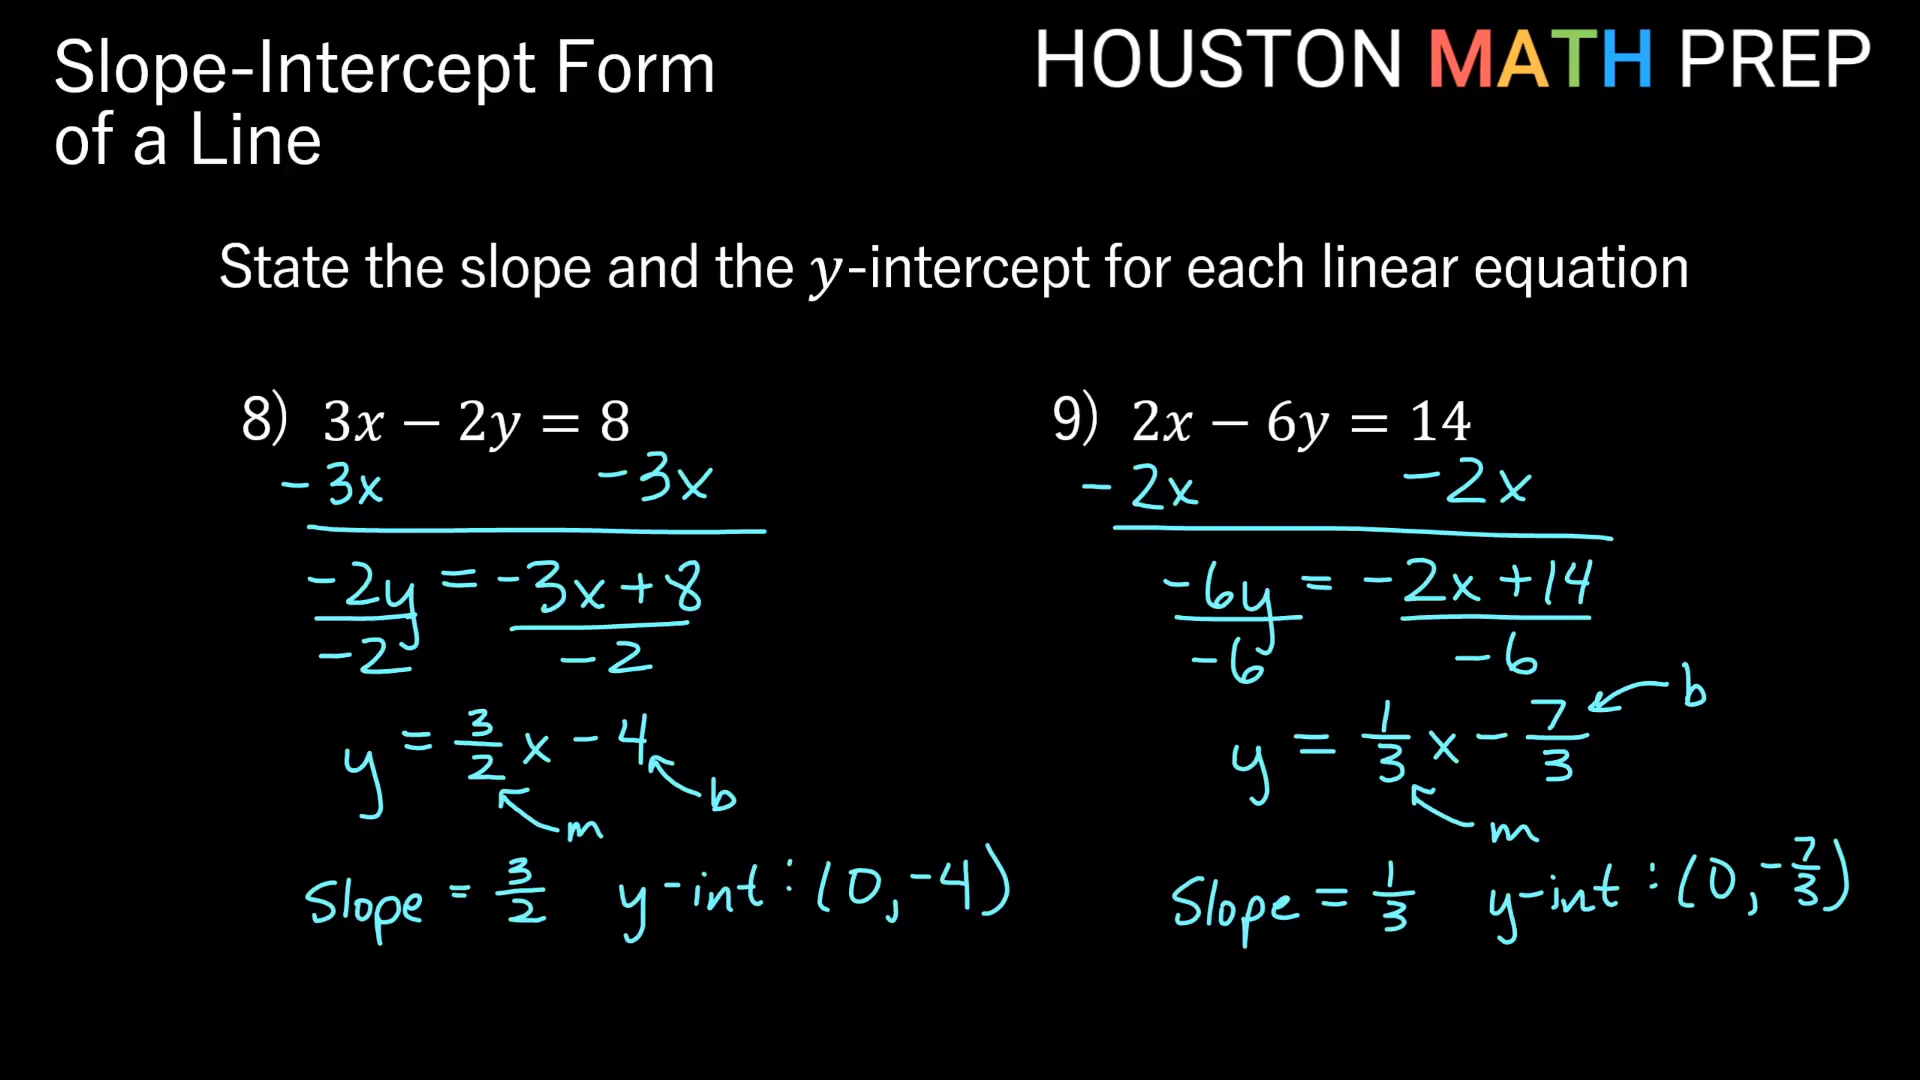 Slope-Intercept Form
of a Line
HOUSTON MATH PREP
State the slope and the y-intercept for each linear equation
8) 3x − 2y = 8
-3x -3x
-2y = -3x + 8
-2 -2
y = 3/2 x - 4
b
m
Slope = 3/2 y-int: (0, -4)
9) 2x − 6y = 14
-2x -2x
-6y = -2x + 14
-6 -6
b
y = 1/3 x - 7/3
m
Slope = 1/3 y-int: (0, -7/3)